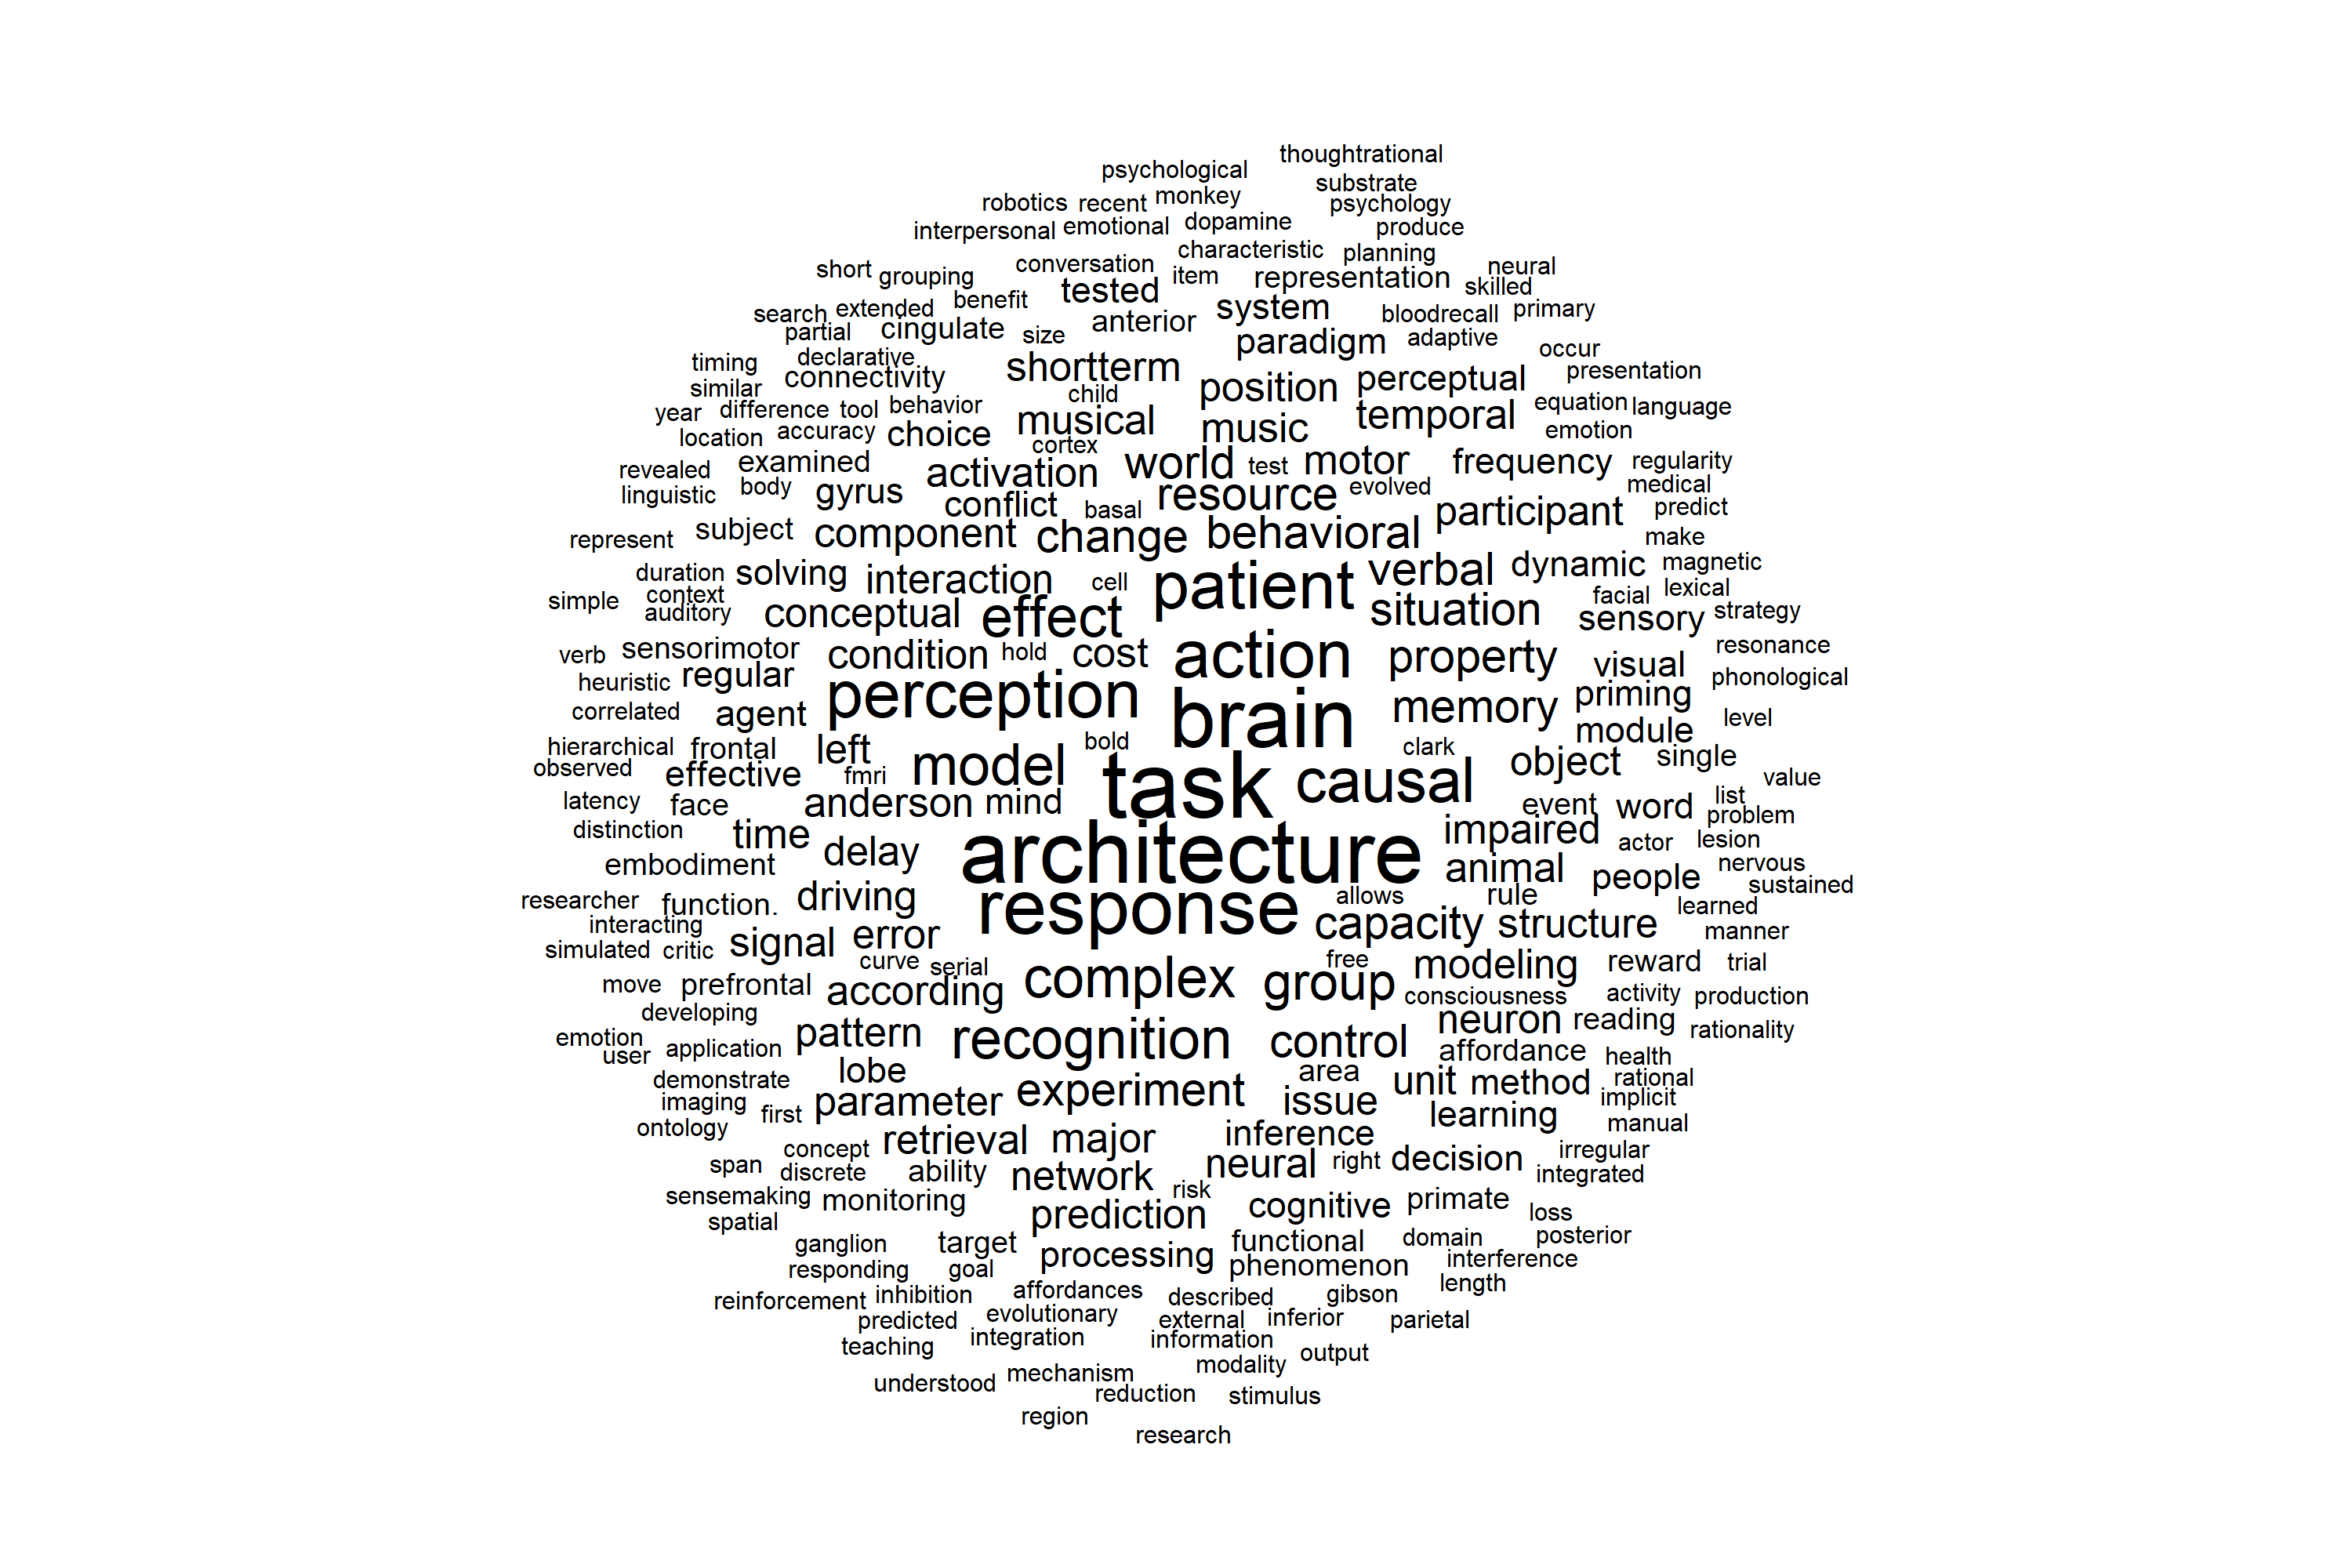 thoughtrational
psychological
substrate
robotics recent monkey psychology
interpersonal emotional dopamine produce
characteristic planning
short grouping conversation item representation neural
tested skilled
search extended benefit system bloodrecall primary
partial cingulate size anterior paradigm adaptive
timing declarative shortterm occur
similar connectivity position perceptual presentation
year difference tool behavior child musical music temporal equation language
location accuracy choice cortex emotion
revealed examined activation world test motor frequency regularity
linguistic body gyrus conflict basal resource evolved participant medical
predict
represent subject component change behavioral make
duration solving interaction cell patient verbal dynamic magnetic
simple context conceptual effect situation facial lexical
auditory sensory strategy
verb sensorimotor condition hold cost action property visual resonance
heuristic regular perception memory priming phonological
correlated agent brain module level
hierarchical frontal left model bold clark object single
observed effective fmri task causal value
latency face anderson mind event word list
distinction time impaired actor problem
embodiment delay architecture animal lesion
people nervous
researcher function. driving response allows rule sustained
interacting capacity structure learned
simulated critic signal error manner
curve serial complex group free modeling reward trial
move prefrontal according consciousness activity production
developing neuron reading
emotion pattern recognition control rationality
user application affordance health
demonstrate lobe area unit method rational
imaging first parameter experiment issue learning implicit
ontology manual
concept retrieval major inference irregular
span discrete ability network neural right decision integrated
sensemaking monitoring risk cognitive primate
spatial prediction loss
ganglion target processing functional domain posterior
responding goal phenomenon interference
reinforcement inhibition affordances described gibson length
predicted evolutionary external inferior parietal
teaching integration information
modality output
understood mechanism
reduction stimulus
region
research